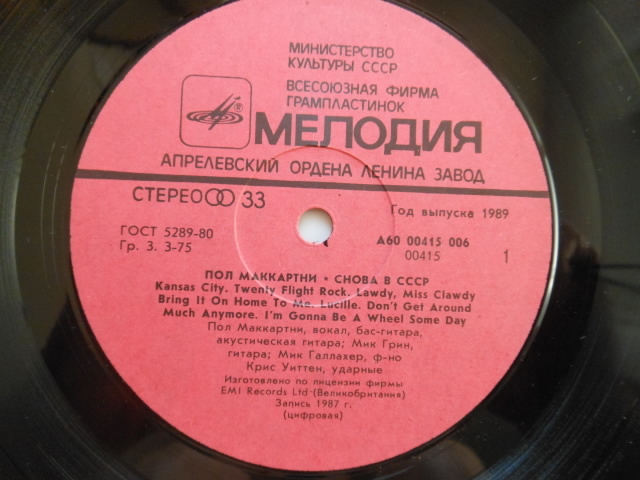 МИНИСТЕРСТВО
КУЛЬТУРЫ СССР
ВСЕСОЮЗНАЯ ФИРМА
ГРАМПЛАСТИНОК
®
МЕЛОДИЯ
АПРЕЛЕВСКИЙ ОРДЕНА ЛЕНИНА ЗАВОД
СТЕРЕО 33
Год выпуска 1989
ГОСТ 5289-80
А60 00415 006
Гр. 3. 3-75
00415
1
ПОЛ МАККАРТНИ • СНОВА В СССР
Kansas City. Twenty Flight Rock. Lawdy, Miss Clawdy
Bring It On Home To Me. Lucille. Don't Get Around
Much Anymore. I'm Gonna Be A Wheel Some Day
Пол Маккартни, вокал, бас-гитара,
акустическая гитара; Мик Грин,
гитара; Мик Галлахер, ф-но
Крис Уиттен, ударные
Изготовлено по лицензии фирмы
EMI Records Ltd (Великобритания)
Запись 1987 г.
(цифровая)